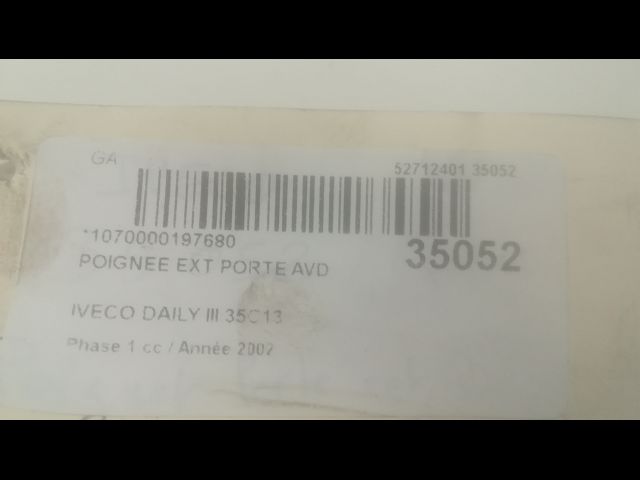 GA
52712401 35052
*1070000197680
35052
POIGNEE EXT PORTE AVD
IVECO DAILY III 35C13
Phase 1 cc / Année 2002